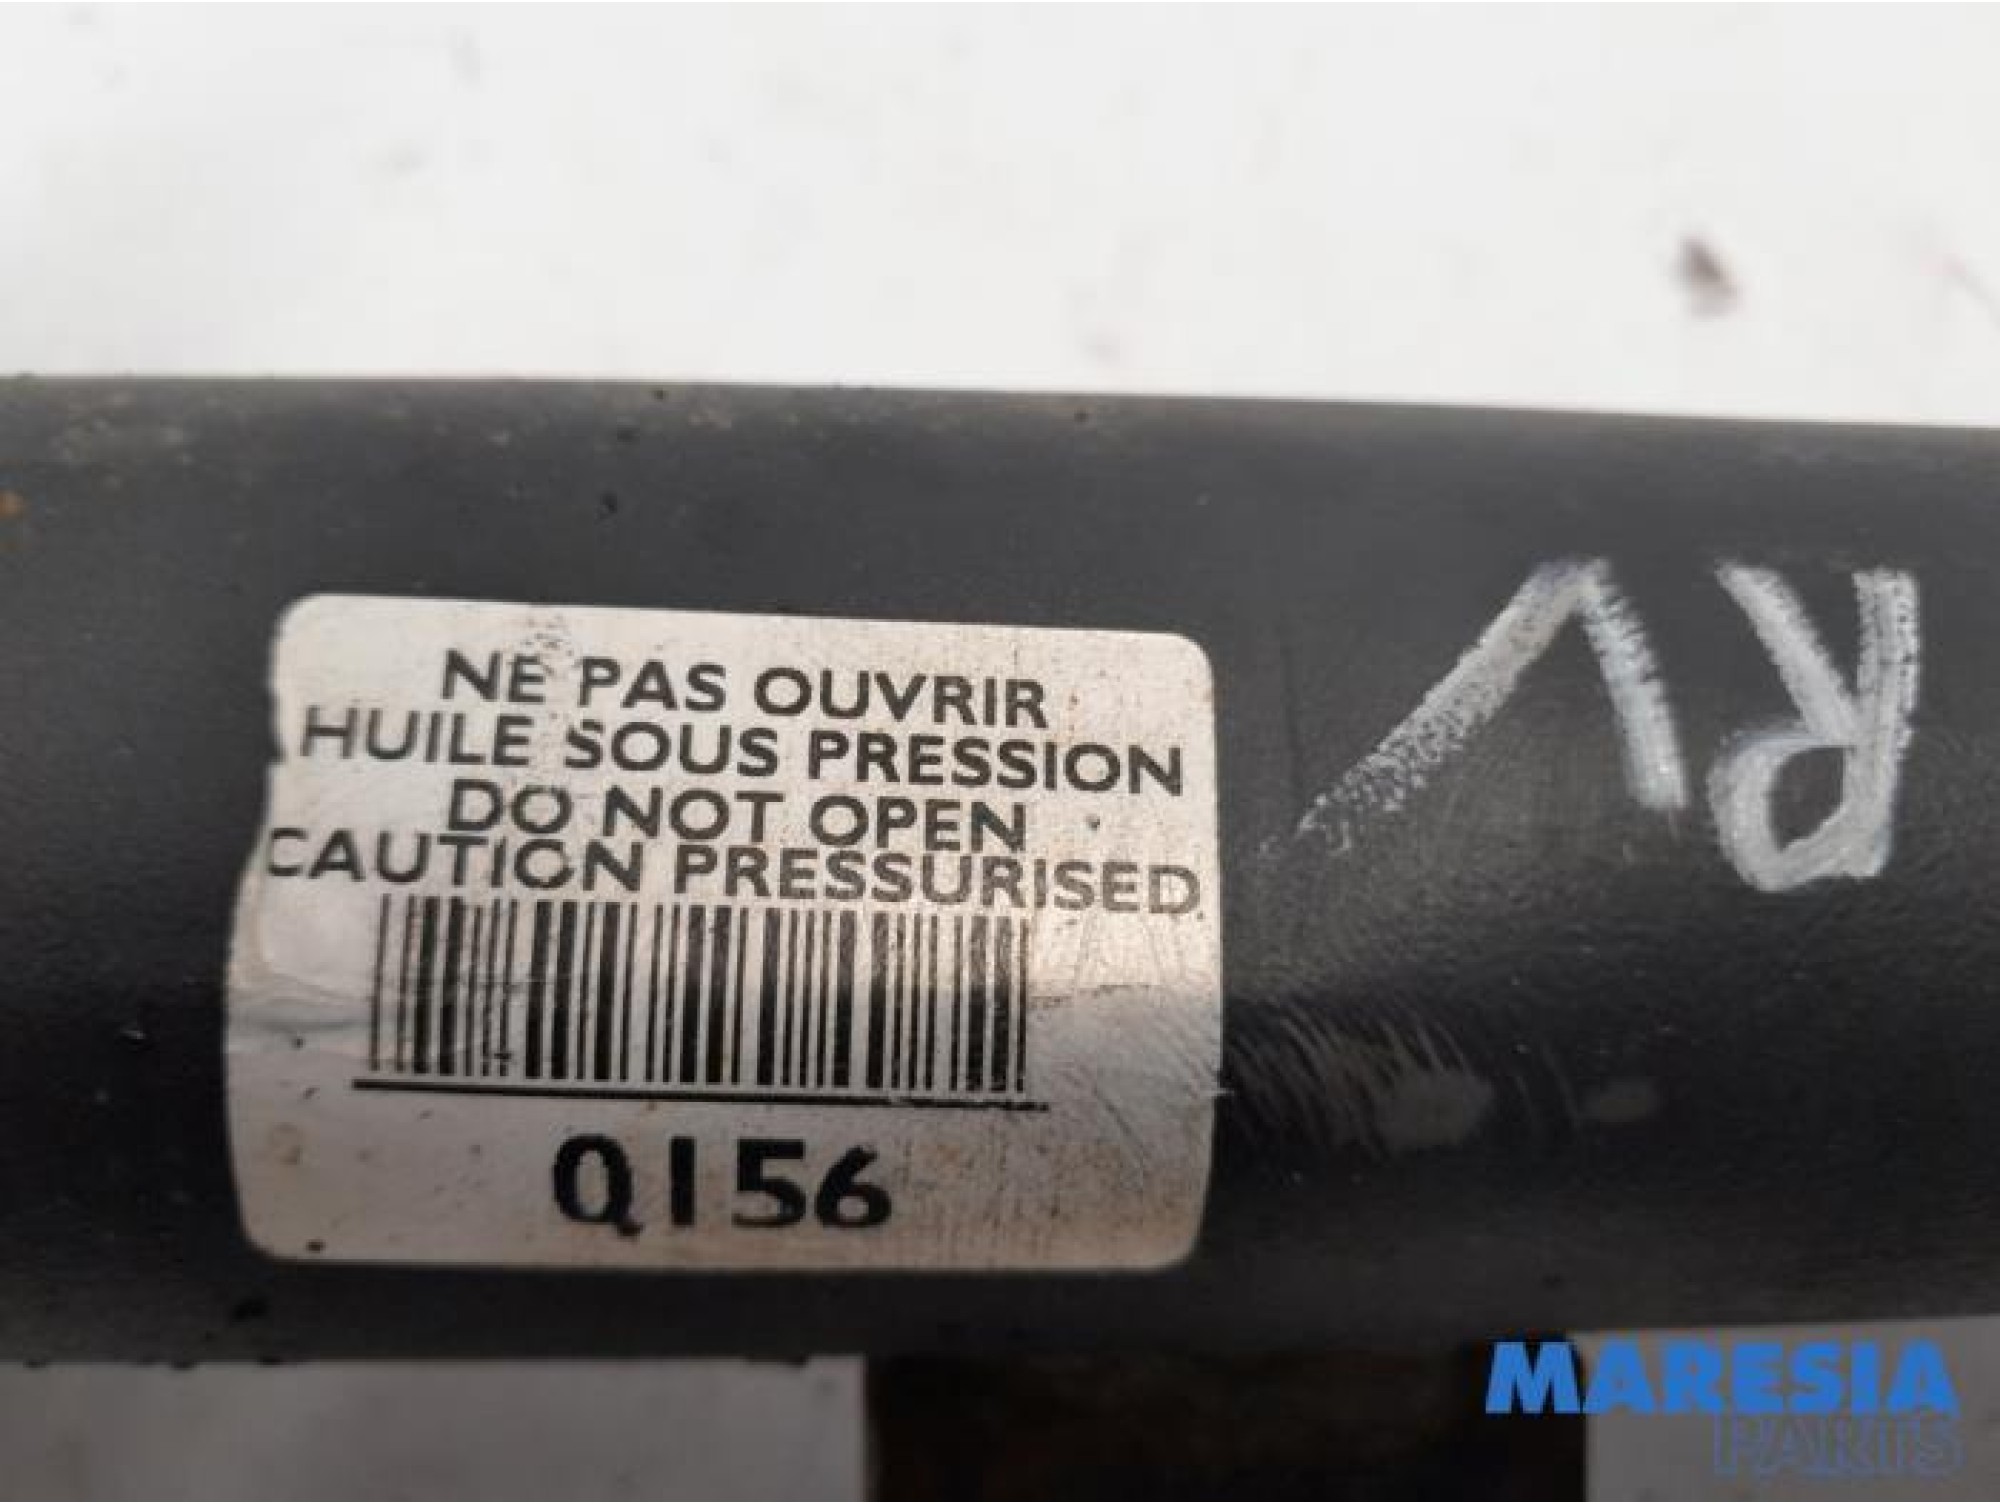 NE PAS OUVRIR
HUILE SOUS PRESSION
DO NOT OPEN
CAUTION PRESSURISED
Q156
RV
MARESIA
PARTS